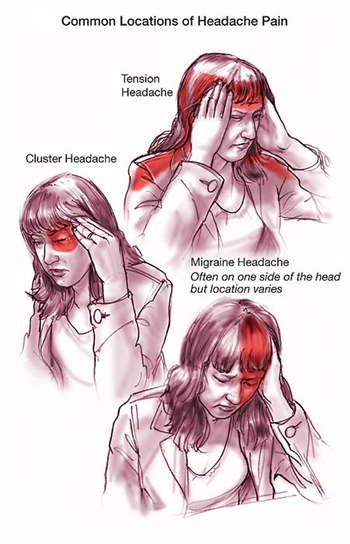 Common Locations of Headache Pain
Tension
Headache
Cluster Headache
Migraine Headache
Often on one side of the head
but location varies